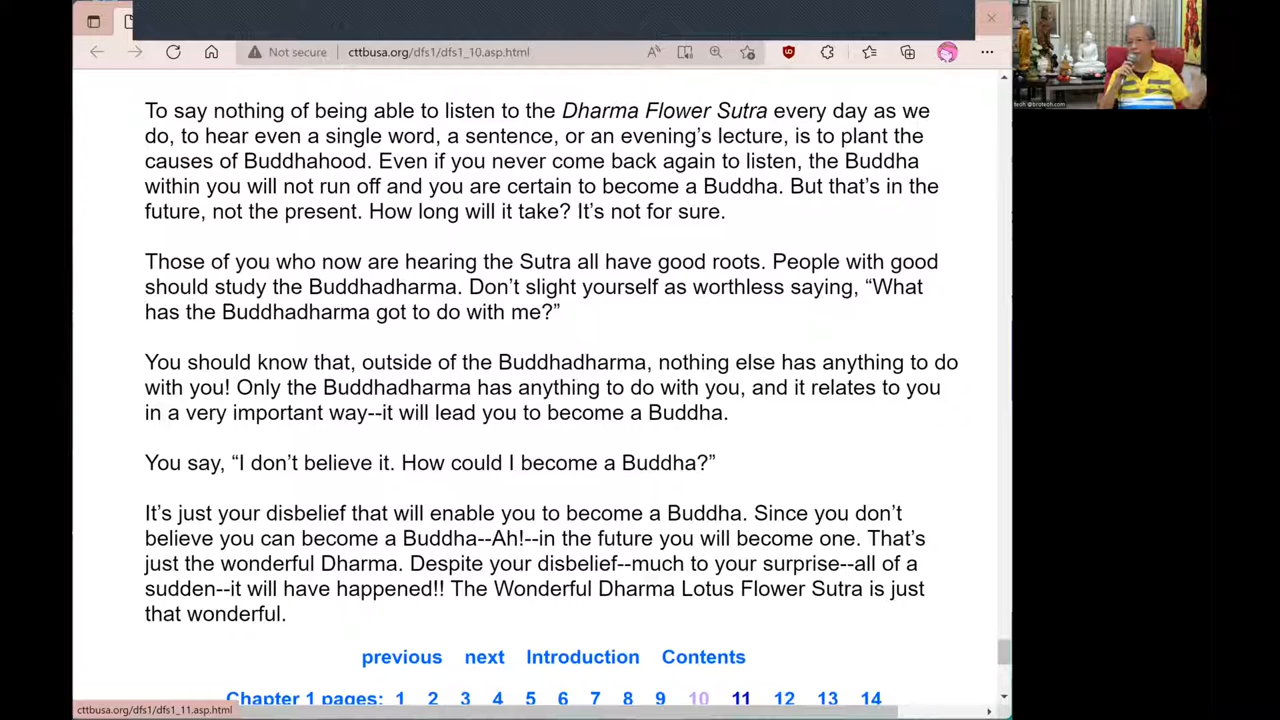 Not secure cttbusa.org/dfs1/dfs1_10.asp.html
To say nothing of being able to listen to the Dharma Flower Sutra every day as we
do, to hear even a single word, a sentence, or an evening's lecture, is to plant the
causes of Buddhahood. Even if you never come back again to listen, the Buddha
within you will not run off and you are certain to become a Buddha. But that's in the
future, not the present. How long will it take? It's not for sure.
Those of you who now are hearing the Sutra all have good roots. People with good
should study the Buddhadharma. Don't slight yourself as worthless saying, “What
has the Buddhadharma got to do with me?”
You should know that, outside of the Buddhadharma, nothing else has anything to do
with you! Only the Buddhadharma has anything to do with you, and it relates to you
in a very important way--it will lead you to become a Buddha.
You say, “I don't believe it. How could I become a Buddha?”
It's just your disbelief that will enable you to become a Buddha. Since you don't
believe you can become a Buddha--Ah!--in the future you will become one. That's
just the wonderful Dharma. Despite your disbelief--much to your surprise--all of a
sudden--it will have happened!! The Wonderful Dharma Lotus Flower Sutra is just
that wonderful.
previous next Introduction Contents
Chapter 1 pages: 1 2 3 4 5 6 7 8 9 10 11 12 13 14
cttbusa.org/dfs1/dfs1_11.asp.html